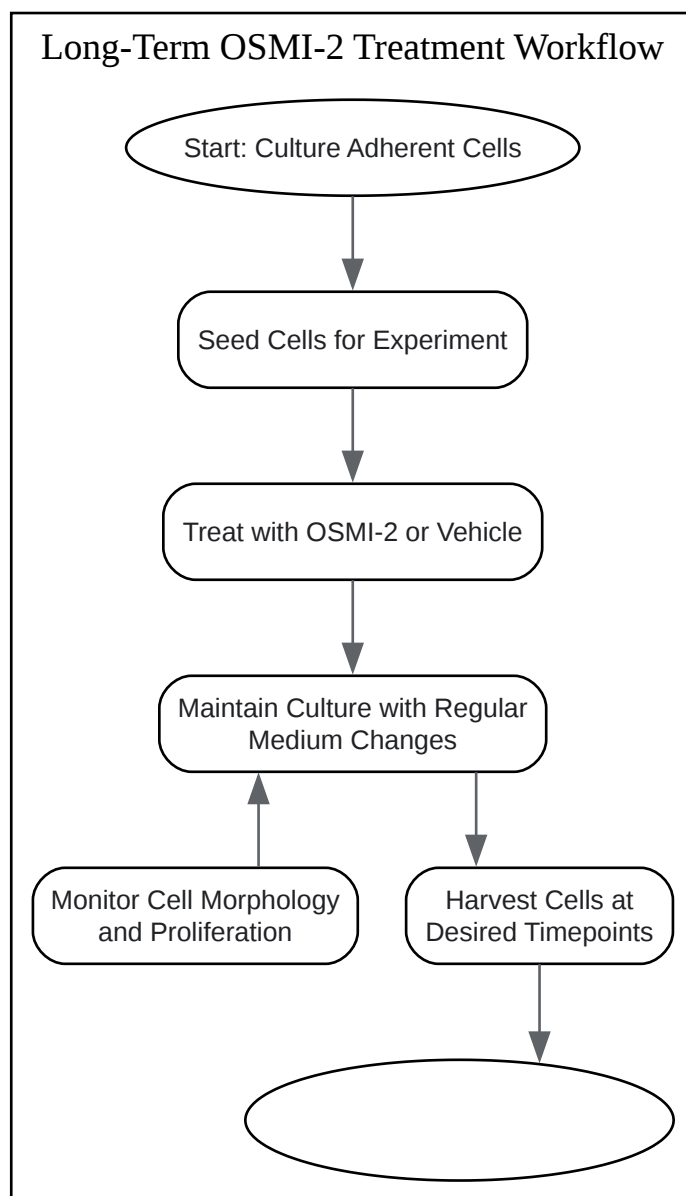 Long-Term OSMI-2 Treatment Workflow
Start: Culture Adherent Cells
Seed Cells for Experiment
Treat with OSMI-2 or Vehicle
Maintain Culture with Regular
Medium Changes
Monitor Cell Morphology
and Proliferation
Harvest Cells at
Desired Timepoints